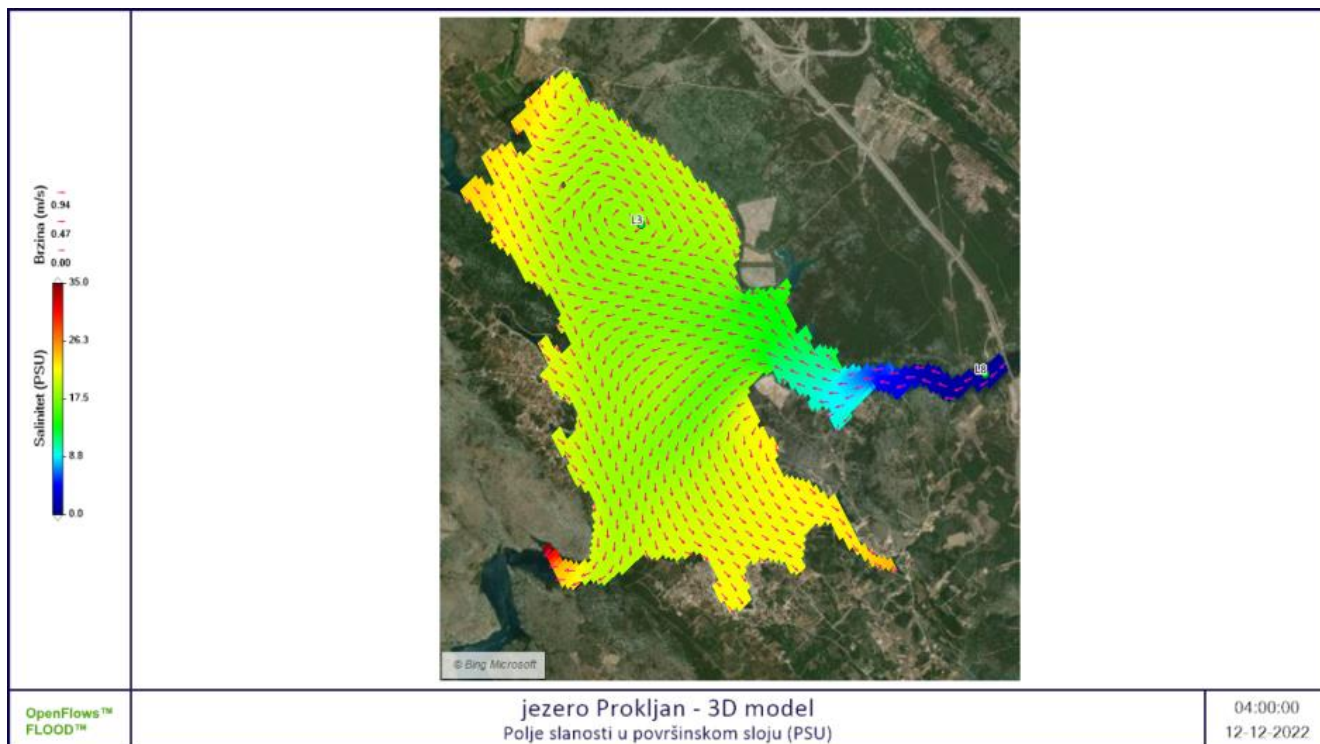 Brzina (m/s)
0.94
0.47
0.00
Salinitet (PSU)
35.0
26.3
17.5
8.8
0.0
L3
L8
© Bing Microsoft
OpenFlows™
FLOOD™
jezero Prokljan - 3D model
Polje slanosti u površinskom sloju (PSU)
04:00:00
12-12-2022